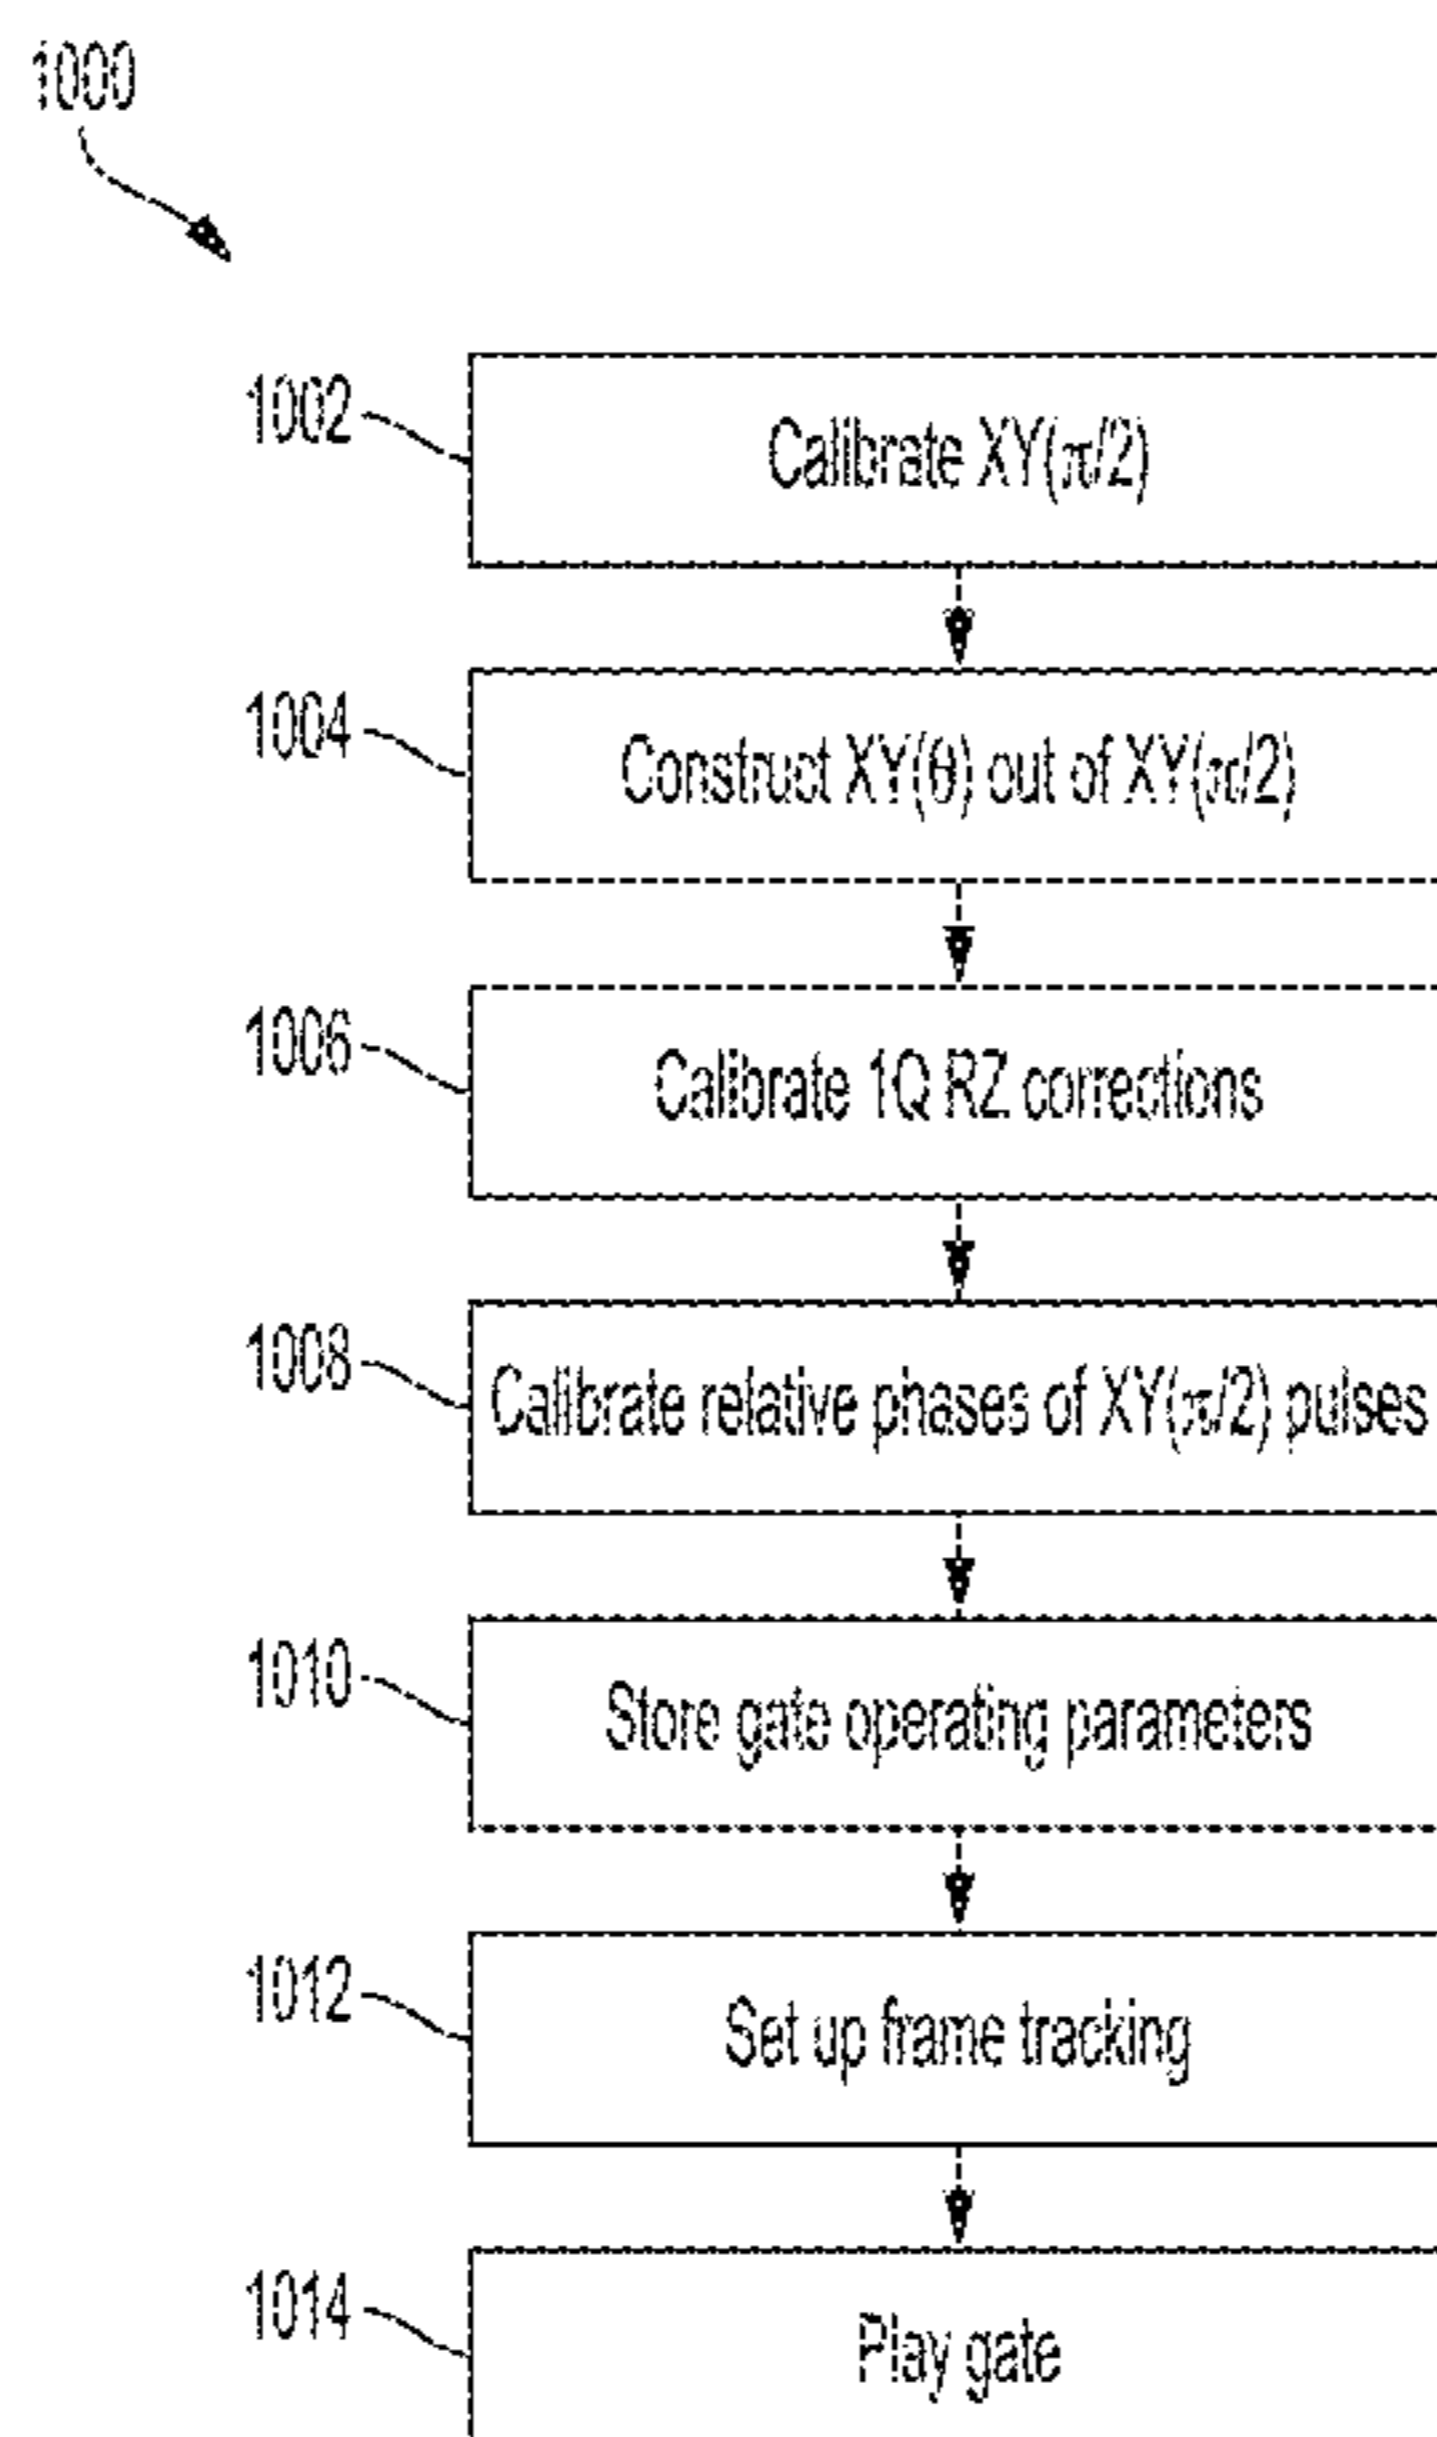 1000
1002
Calibrate XY(π/2)
1004
Construct XY(θ) out of XY(π/2)
1006
Calibrate 1Q RZ corrections
1008
Calibrate relative phases of XY(π/2) pulses
1010
Store gate operating parameters
1012
Set up frame tracking
1014
Play gate